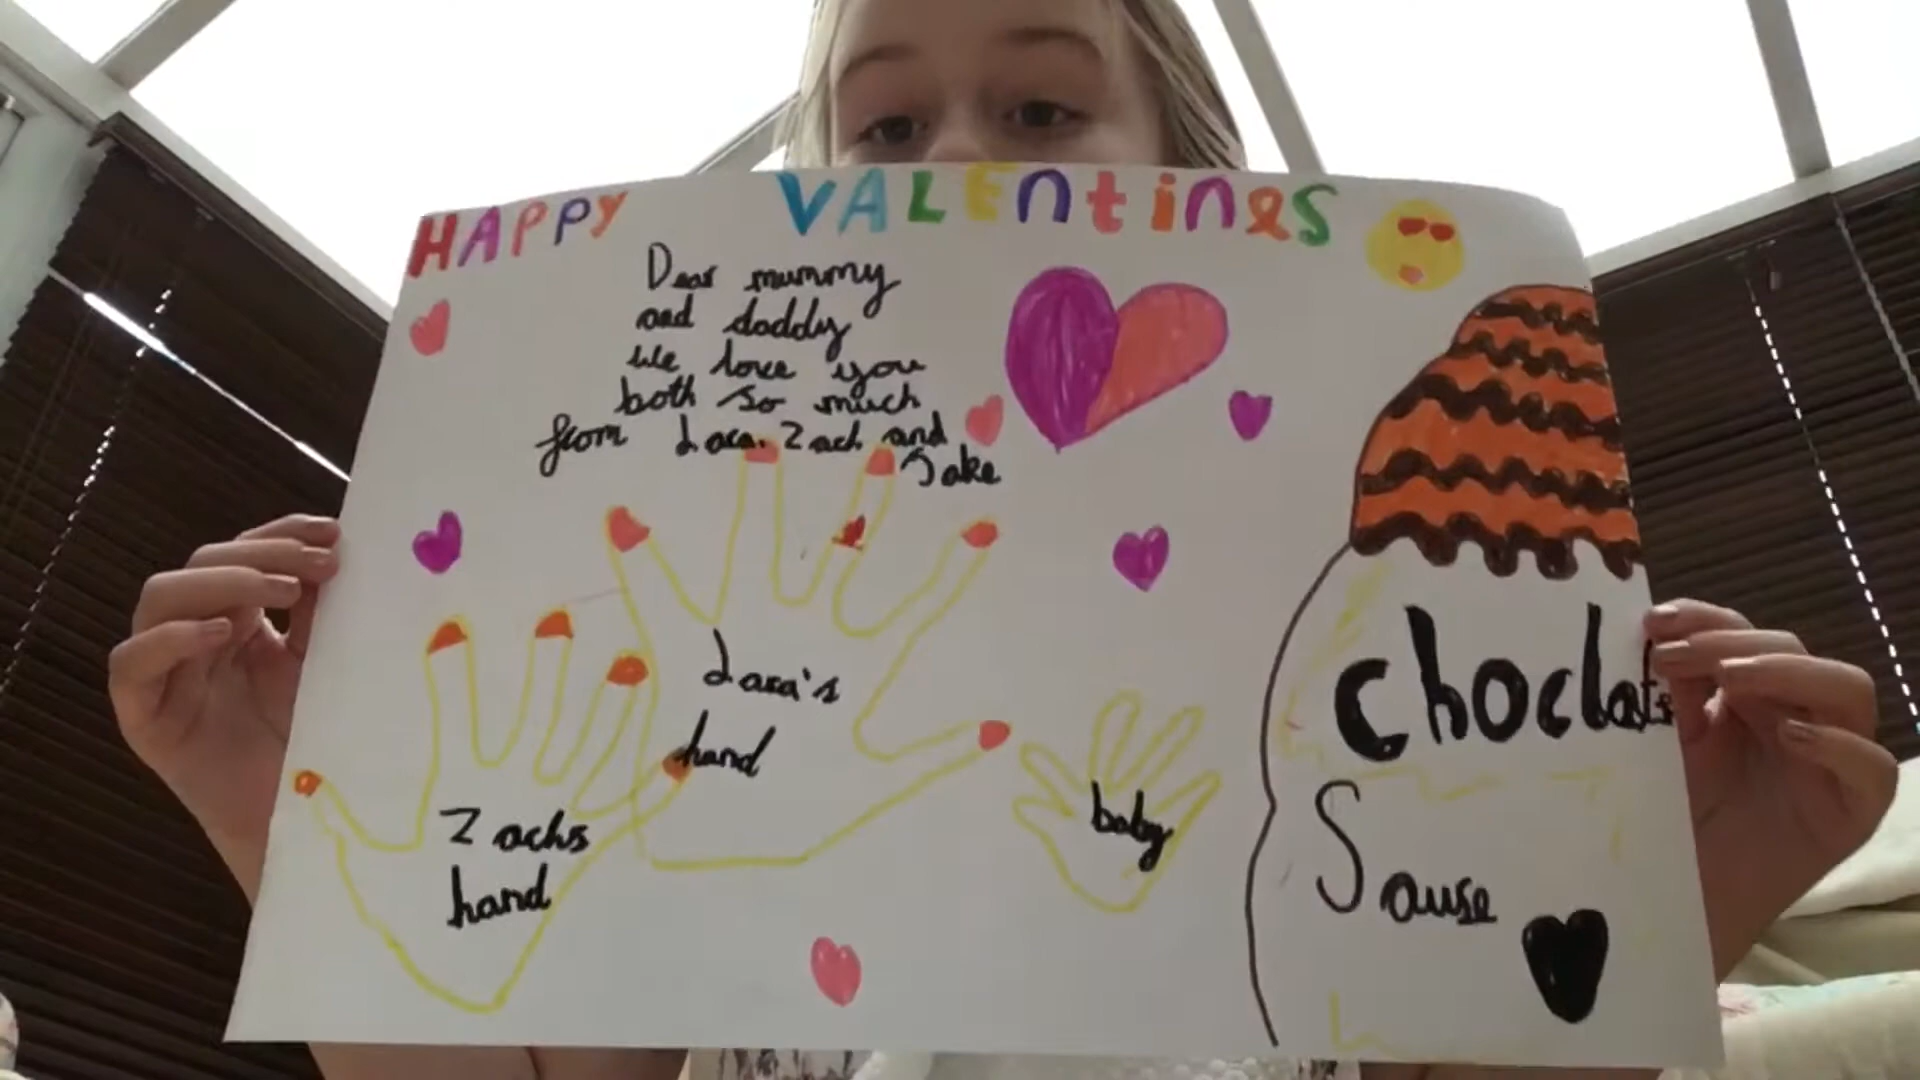 HAPPY VALENtinES
Dear mummy
and daddy
We love you
both so much
from Lara. Zach and
Jake
Lara's
hand
Zachs
hand
baby
choclate
Sause